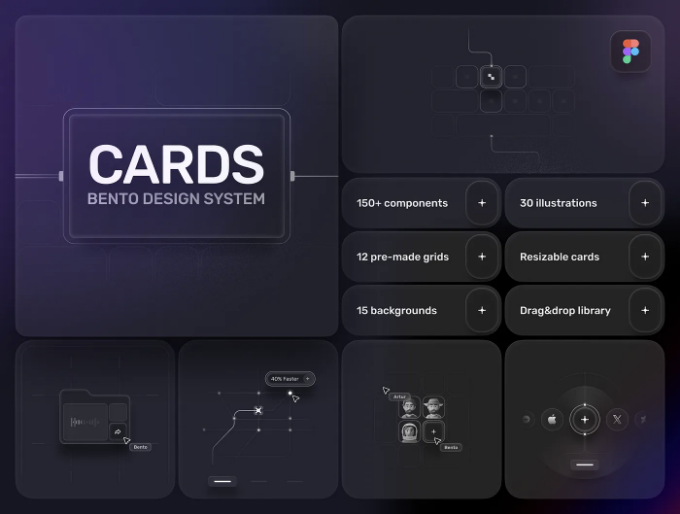 CARDS
BENTO DESIGN SYSTEM
150+ components
30 illustrations
12 pre-made grids
Resizable cards
15 backgrounds
Drag&drop library
Bento
40% Faster
Artur
Bento